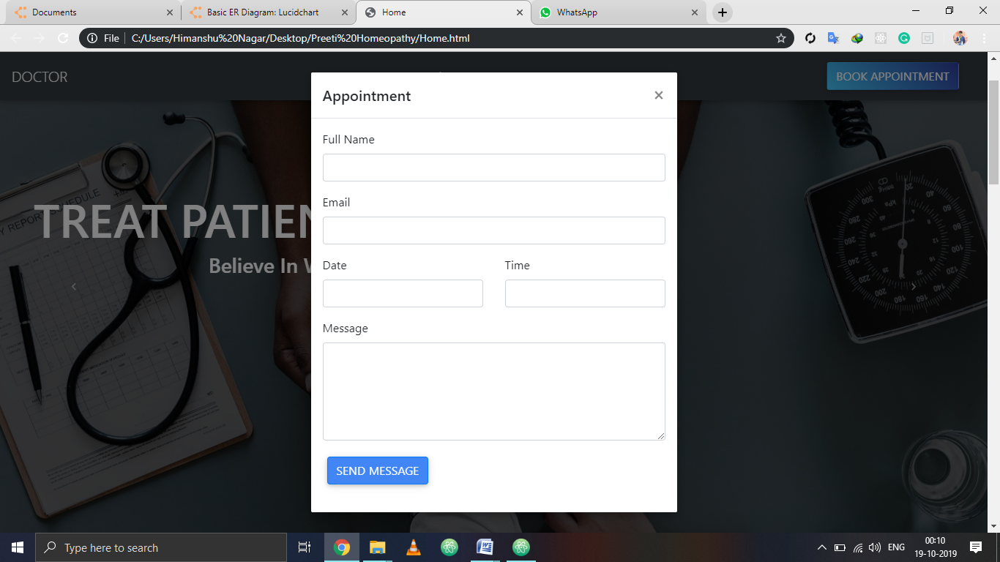 Documents
Basic ER Diagram: Lucidchart
Home
WhatsApp
File
C:/Users/Himanshu%20Nagar/Desktop/Preeti%20Homeopathy/Home.html
DOCTOR
BOOK APPOINTMENT
Appointment
×
Full Name
Email
Date
Time
Message
SEND MESSAGE
TREAT PATIEN
Believe In
Type here to search
ENG
00:10
19-10-2019